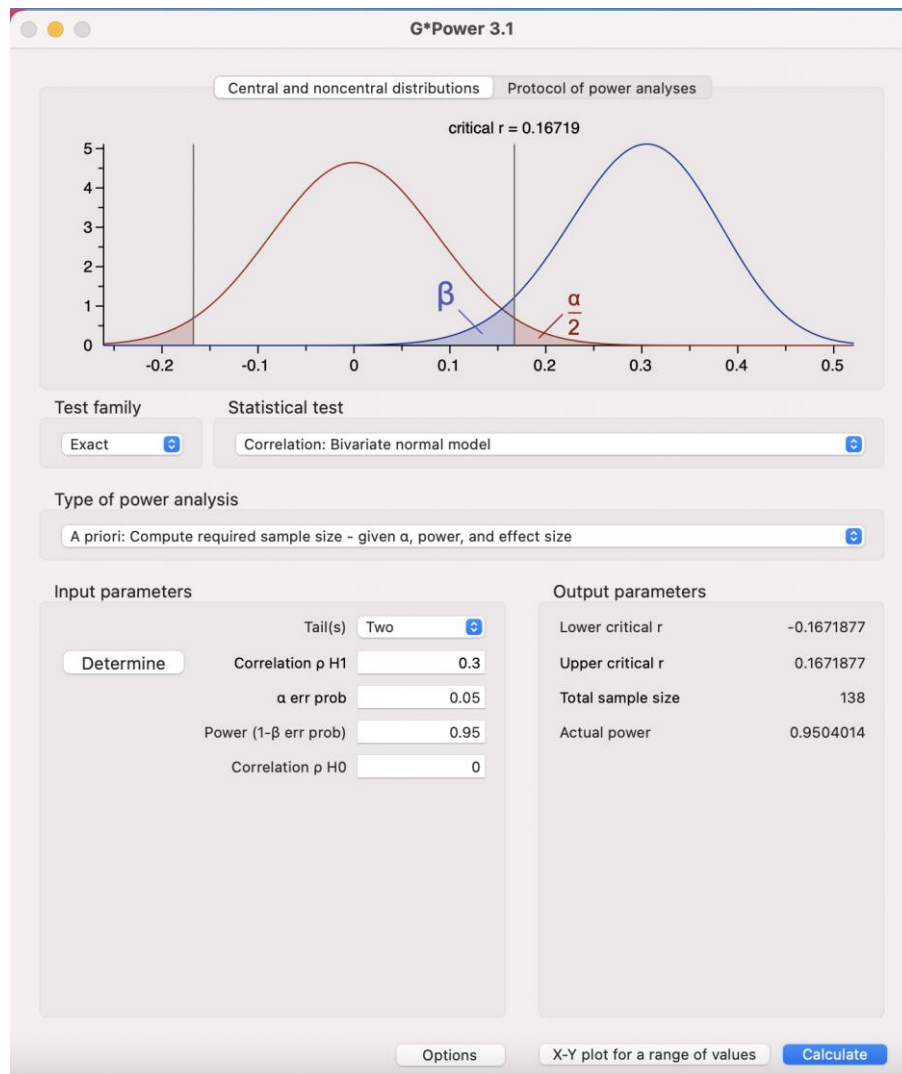 G*Power 3.1
Central and noncentral distributions Protocol of power analyses
critical r = 0.16719
5
4
3
2
1
0
β
α
2
-0.2 -0.1 0 0.1 0.2 0.3 0.4 0.5
Test family Statistical test
Exact Correlation: Bivariate normal model
Type of power analysis
A priori: Compute required sample size - given α, power, and effect size
Input parameters Output parameters
Tail(s) Two Lower critical r -0.1671877
Determine Correlation ρ H1 0.3 Upper critical r 0.1671877
α err prob 0.05 Total sample size 138
Power (1-β err prob) 0.95 Actual power 0.9504014
Correlation ρ H0 0
Options X-Y plot for a range of values Calculate